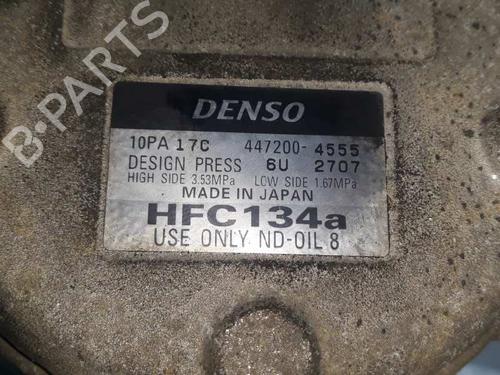 DENSO
10PA 17C 447200-4555
DESIGN PRESS 6U 2707
HIGH SIDE 3.53MPa LOW SIDE 1.67MPa
MADE IN JAPAN
HFC134a
USE ONLY ND-OIL 8
B-PARTS